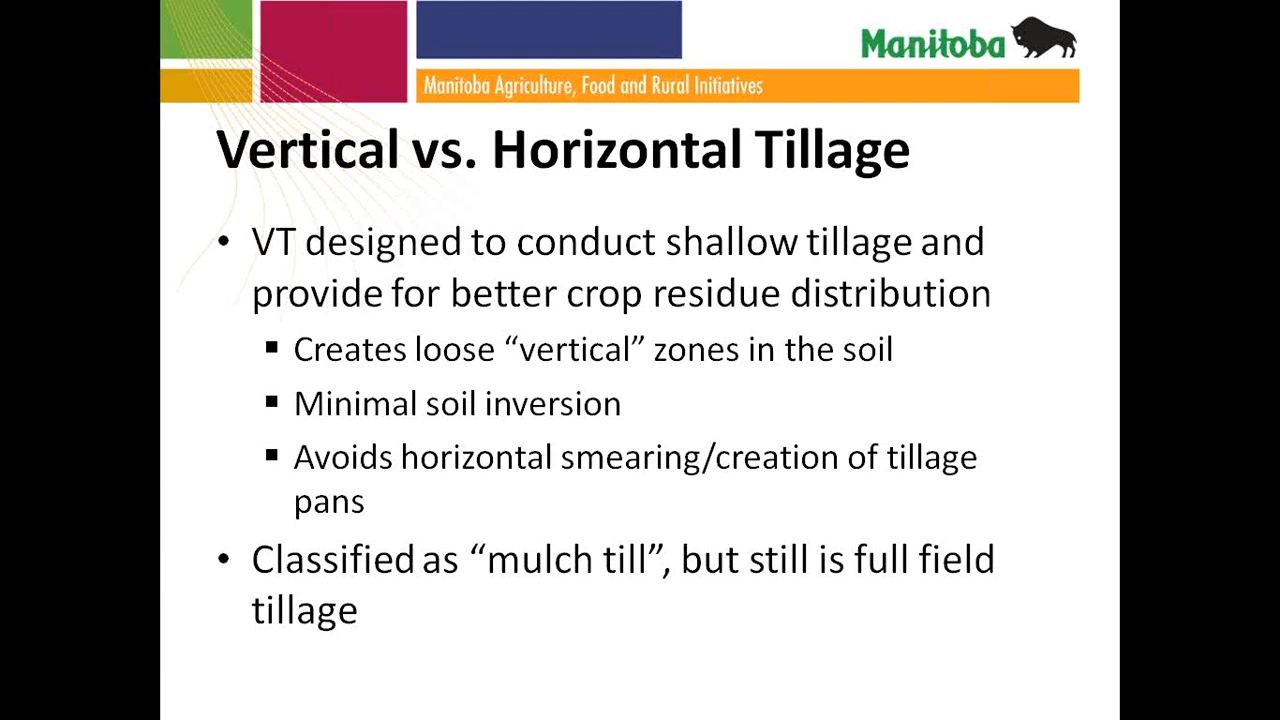 Manitoba
Manitoba Agriculture, Food and Rural Initiatives
Vertical vs. Horizontal Tillage
• VT designed to conduct shallow tillage and
provide for better crop residue distribution
▪ Creates loose “vertical” zones in the soil
▪ Minimal soil inversion
▪ Avoids horizontal smearing/creation of tillage
pans
• Classified as “mulch till”, but still is full field
tillage